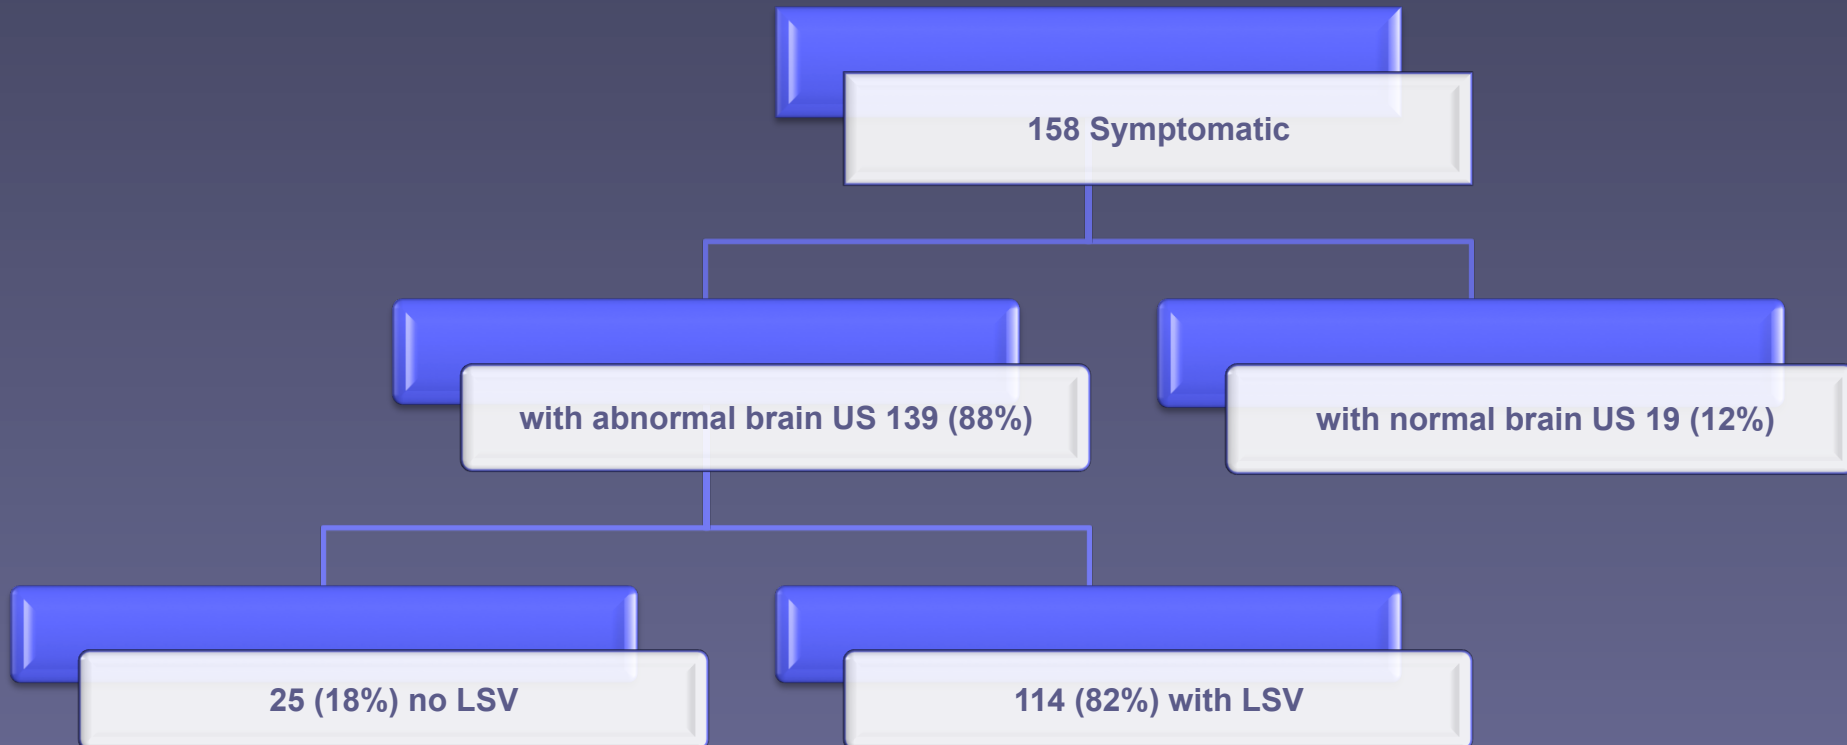 158 Symptomatic
with abnormal brain US 139 (88%)
with normal brain US 19 (12%)
25 (18%) no LSV
114 (82%) with LSV